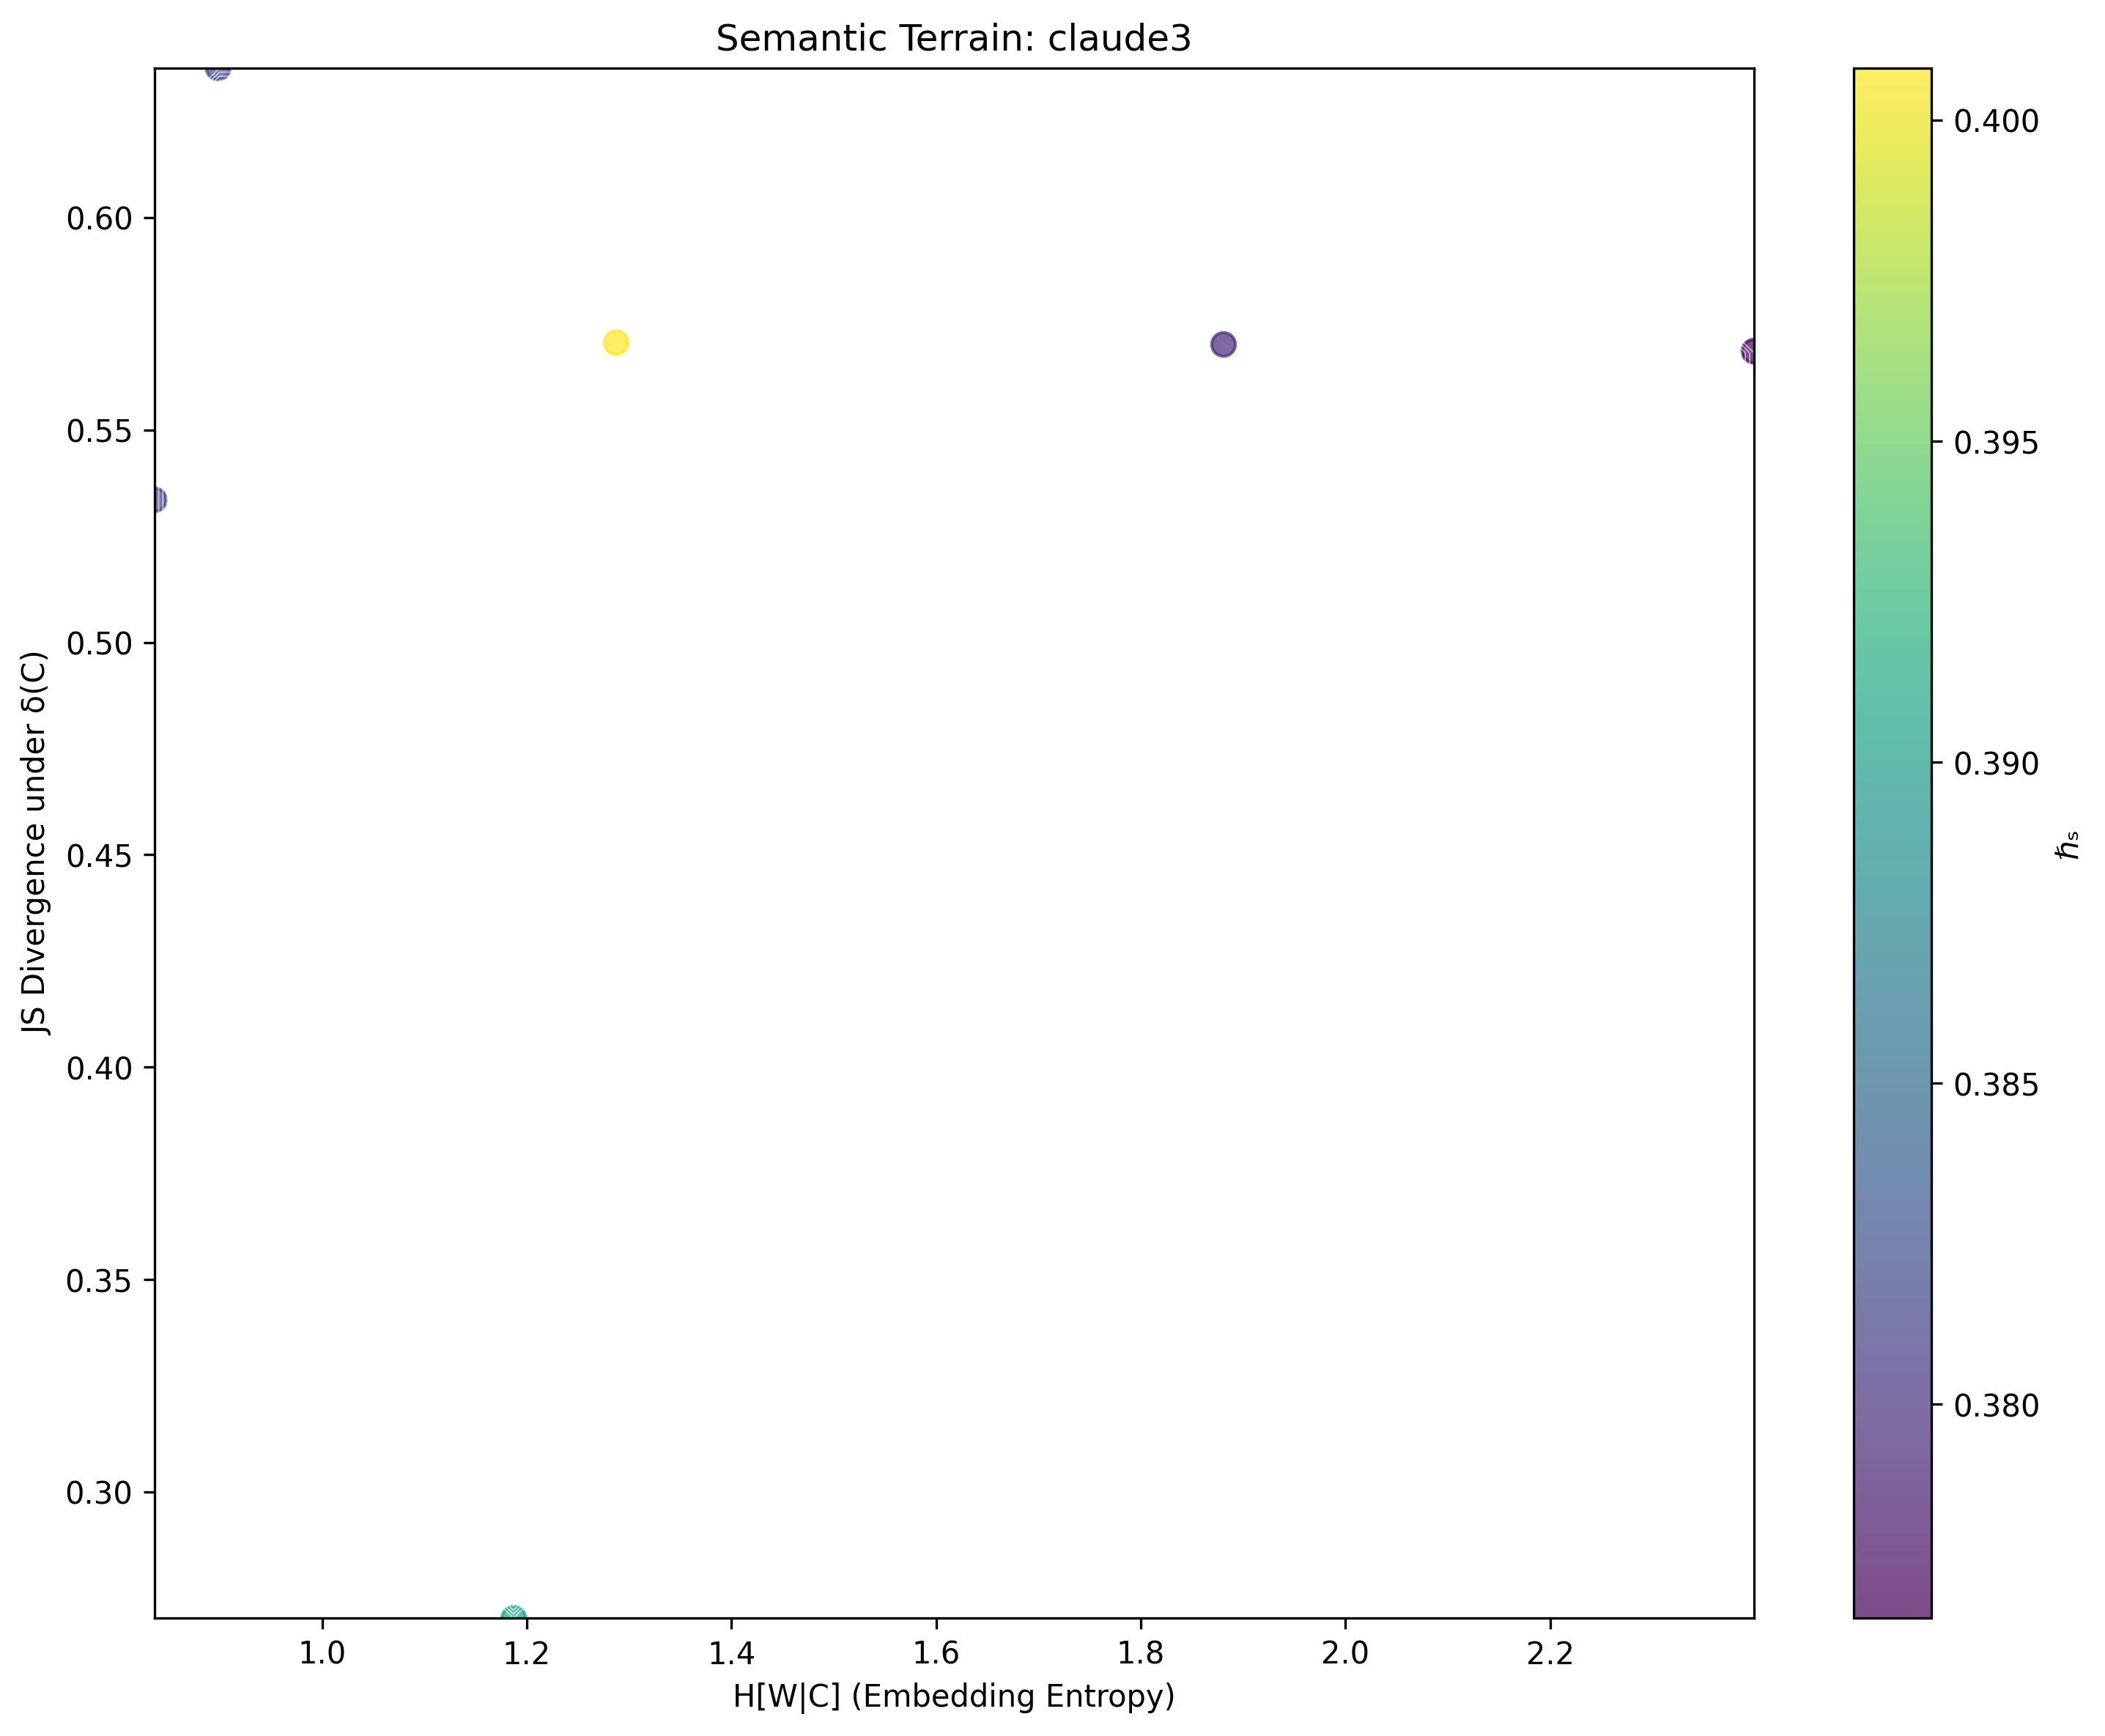 Semantic Terrain: claude3
JS Divergence under δ(C)
0.60
0.55
0.50
0.45
0.40
0.35
0.30
1.0 1.2 1.4 1.6 1.8 2.0 2.2
H[W|C] (Embedding Entropy)
0.400
0.395
0.390
0.385
0.380
ℏₛ